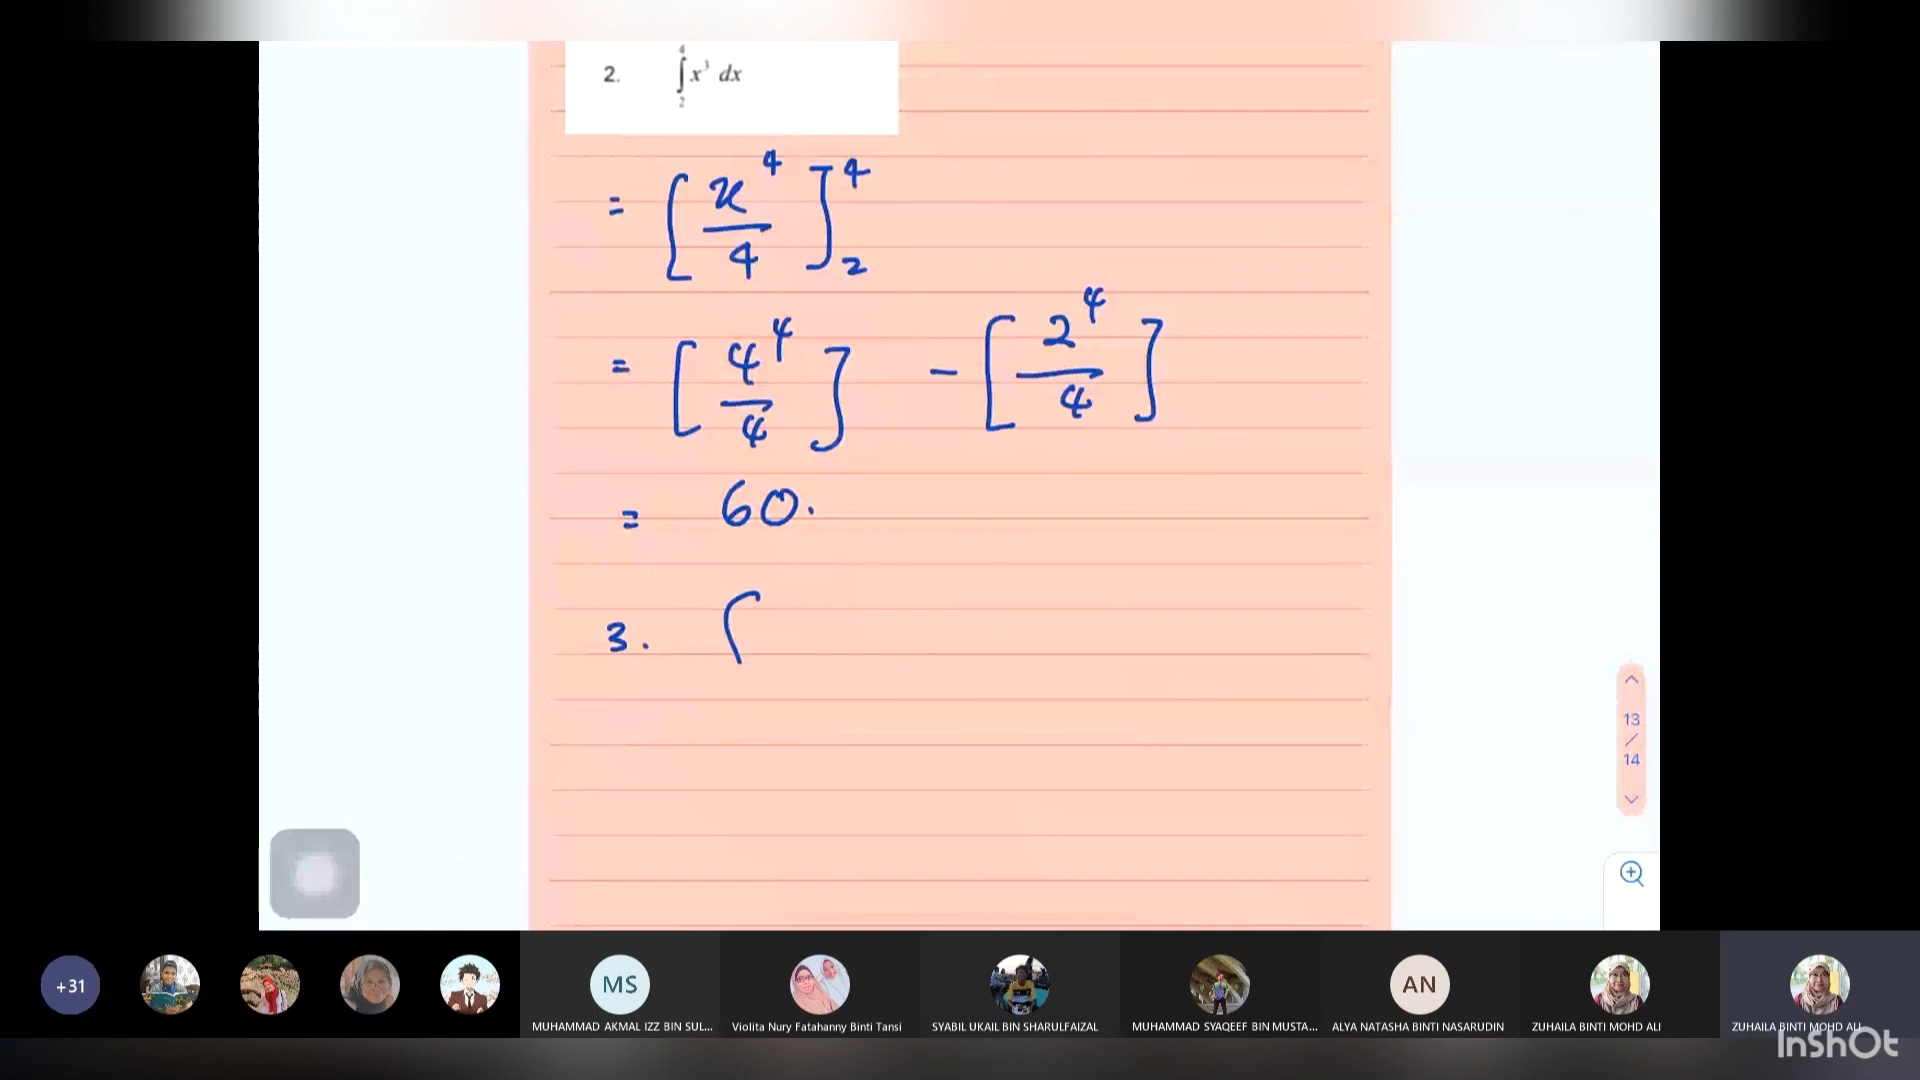 2. ∫₂⁴ x³ dx
= [x⁴/4]₂⁴
= [4⁴/4] - [2⁴/4]
= 60.
3. ∫
13
/
14
+31
MS
AN
MUHAMMAD AKMAL IZZ BIN SUL...
Violita Nury Fatahanny Binti Tansi
SYABIL UKAIL BIN SHARULFAIZAL
MUHAMMAD SYAQEEF BIN MUSTA...
ALYA NATASHA BINTI NASARUDIN
ZUHAILA BINTI MOHD ALI
ZUHAILA BINTI MOHD ALI
InShOt